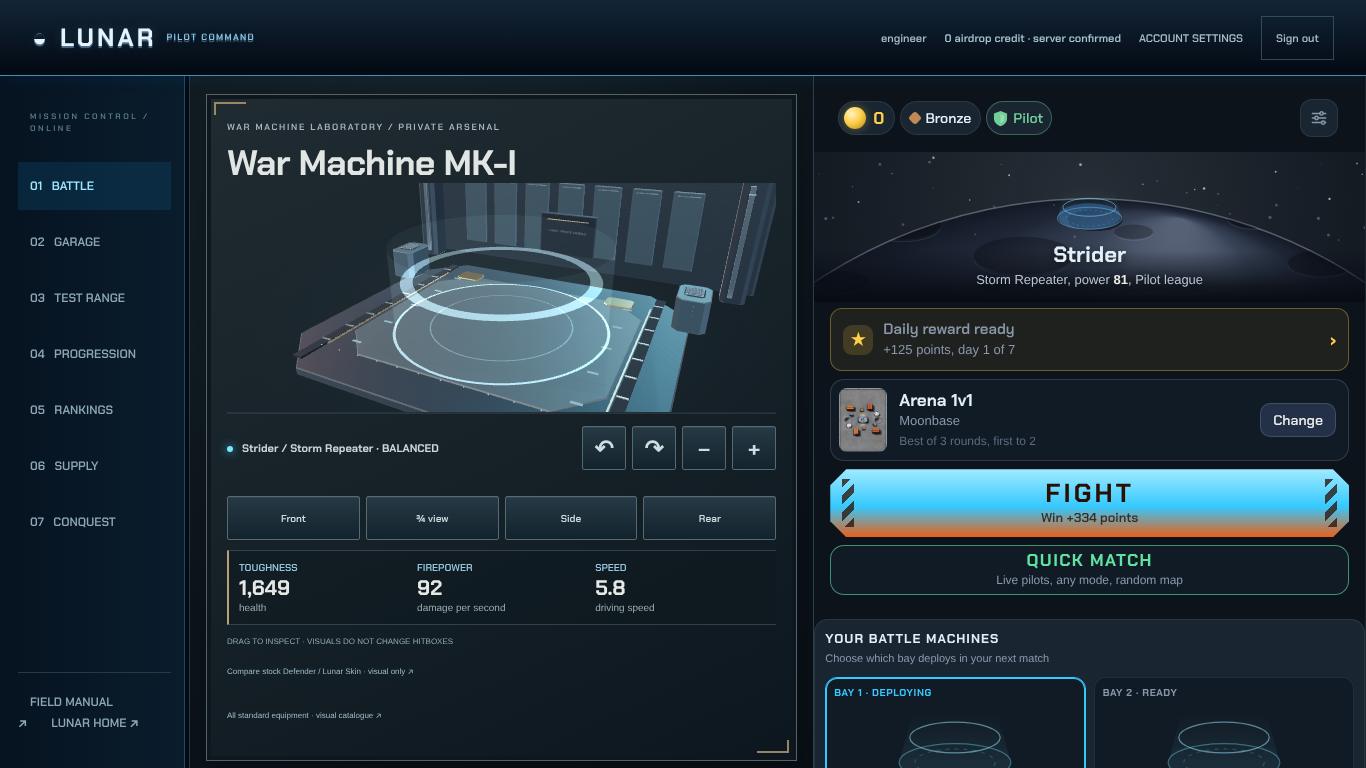 LUNAR PILOT COMMAND
engineer 0 airdrop credit · server confirmed ACCOUNT SETTINGS Sign out
MISSION CONTROL /
ONLINE
01 BATTLE
02 GARAGE
03 TEST RANGE
04 PROGRESSION
05 RANKINGS
06 SUPPLY
07 CONQUEST
FIELD MANUAL
↗ LUNAR HOME ↗
WAR MACHINE LABORATORY / PRIVATE ARSENAL
War Machine MK-I
Strider / Storm Repeater · BALANCED
↶ ↷ − +
Front ¾ view Side Rear
TOUGHNESS FIREPOWER SPEED
1,649 92 5.8
health damage per second driving speed
DRAG TO INSPECT · VISUALS DO NOT CHANGE HITBOXES
Compare stock Defender / Lunar Skin · visual only ↗
All standard equipment · visual catalogue ↗
0 Bronze Pilot
Strider
Storm Repeater, power 81, Pilot league
Daily reward ready
+125 points, day 1 of 7
›
Arena 1v1
Moonbase
Best of 3 rounds, first to 2
Change
FIGHT
Win +334 points
QUICK MATCH
Live pilots, any mode, random map
YOUR BATTLE MACHINES
Choose which bay deploys in your next match
BAY 1 · DEPLOYING BAY 2 · READY